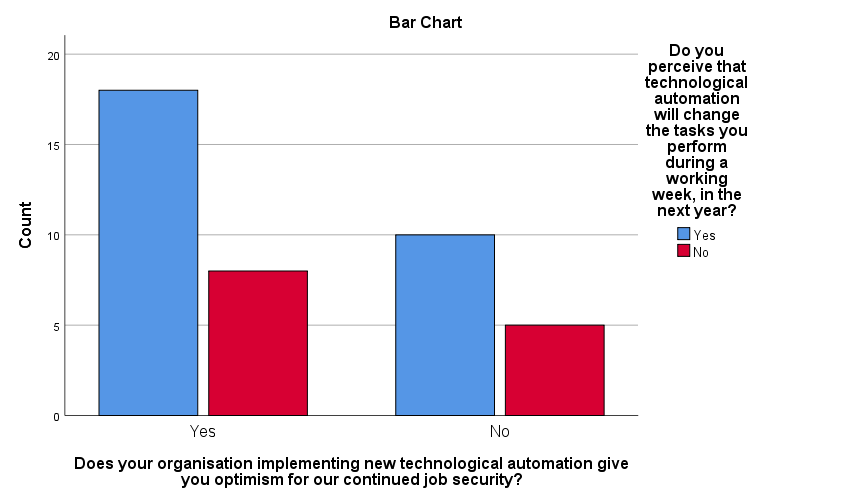 Bar Chart
20
15
10
5
0
Count
Yes
No
Does your organisation implementing new technological automation give
you optimism for our continued job security?
Do you
perceive that
technological
automation
will change
the tasks you
perform
during a
working
week, in the
next year?
Yes
No